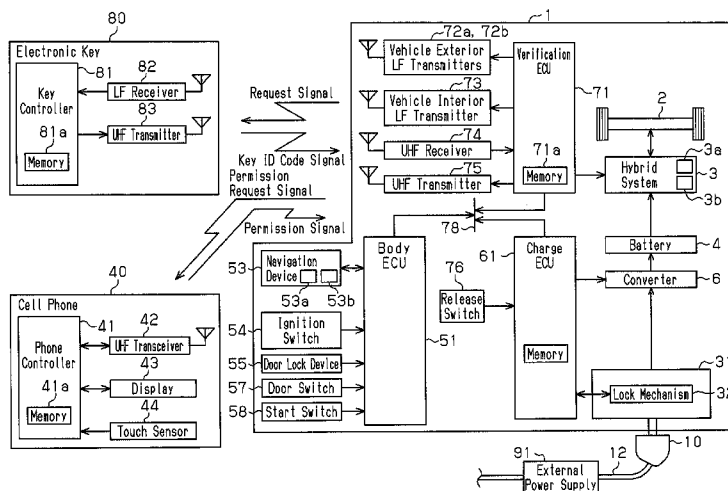 80
Electronic Key
81
Key Controller
81a
Memory
82
LF Receiver
83
UHF Transmitter
Request Signal
Key ID Code Signal
Permission Request Signal
Permission Signal
40
Cell Phone
41
Phone Controller
41a
Memory
42
UHF Transceiver
43
Display
44
Touch Sensor
1
72a, 72b
Vehicle Exterior LF Transmitters
73
Vehicle Interior LF Transmitter
74
UHF Receiver
75
UHF Transmitter
Verification ECU
71
71a
Memory
78
2
3a
Hybrid System
3
3b
Battery
4
Converter
6
53
Navigation Device
53a
53b
54
Ignition Switch
55
Door Lock Device
57
Door Switch
58
Start Switch
Body ECU
51
76
Release Switch
61
Charge ECU
Memory
31
Lock Mechanism
32
10
12
91
External Power Supply